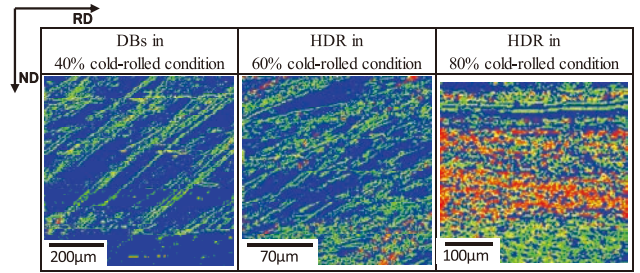 RD
ND
DBs in
40% cold-rolled condition
HDR in
60% cold-rolled condition
HDR in
80% cold-rolled condition
200μm
70μm
100μm